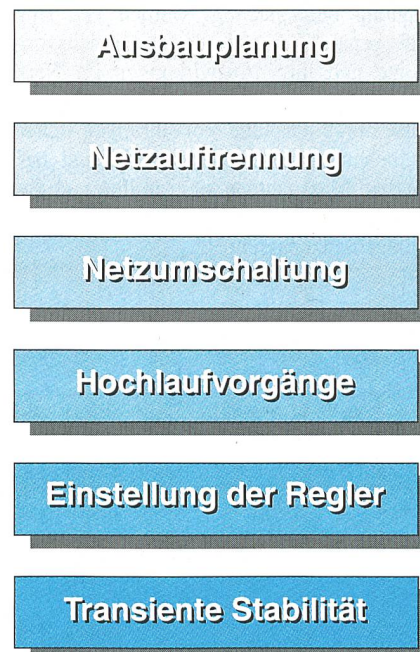 Ausbauplanung
Netzauftrennung
Netzumschaltung
Hochlaufvorgänge
Einstellung der Regler
Transiente Stabilität